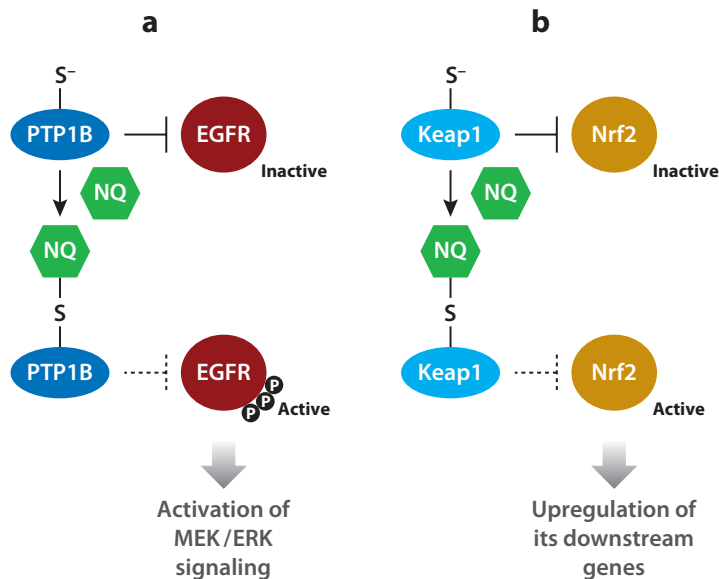 a
S⁻
PTP1B
EGFR
Inactive
NQ
NQ
S
PTP1B
EGFR
P
P
P
Active
Activation of
MEK/ERK
signaling
b
S⁻
Keap1
Nrf2
Inactive
NQ
NQ
S
Keap1
Nrf2
Active
Upregulation of
its downstream
genes